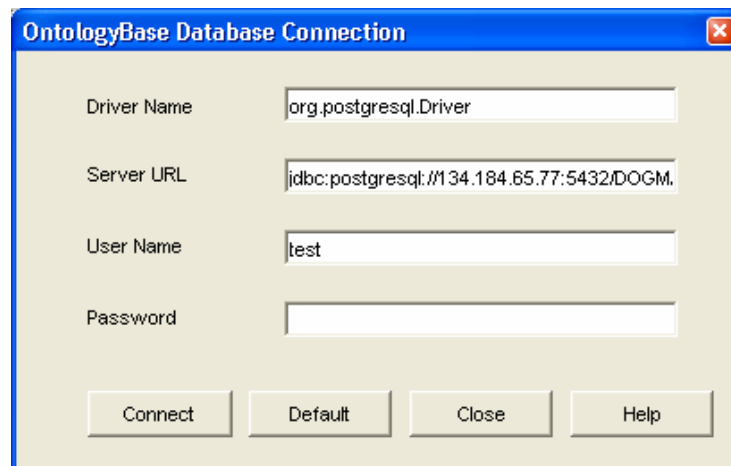 OntologyBase Database Connection
Driver Name org.postgresql.Driver
Server URL jdbc:postgresql://134.184.65.77:5432/DOGM
User Name test
Password
Connect Default Close Help